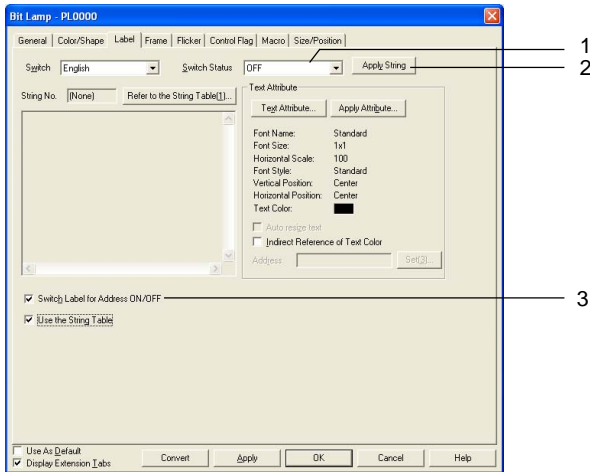 Bit Lamp - PL0000
General Color/Shape Label Frame Flicker Control Flag Macro Size/Position
1
Switch English Switch Status OFF Apply String
2
String No. (None) Refer to the String Table(1)...
Text Attribute
Text Attribute... Apply Attribute...
Font Name: Standard
Font Size: 1x1
Horizontal Scale: 100
Font Style: Standard
Vertical Position: Center
Horizontal Position: Center
Text Color:
Auto resize text
Indirect Reference of Text Color
Address Set(3)...
Switch Label for Address ON/OFF
3
Use the String Table
Use As Default
Display Extension Tabs
Convert Apply OK Cancel Help